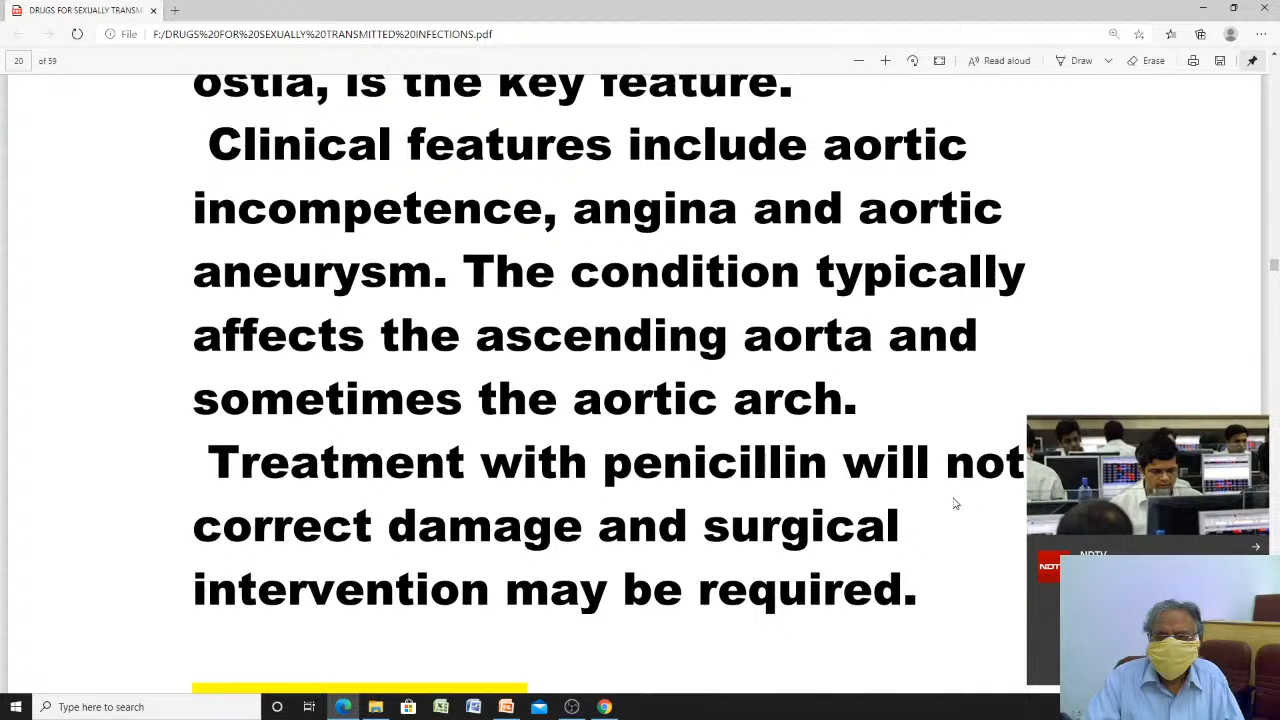 DRUGS FOR SEXUALLY TRANSM
File F:/DRUGS%20FOR%20SEXUALLY%20TRANSMITTED%20INFECTIONS.pdf
20 of 59 Read aloud Draw Erase
ostia, is the key feature.
Clinical features include aortic
incompetence, angina and aortic
aneurysm. The condition typically
affects the ascending aorta and
sometimes the aortic arch.
Treatment with penicillin will not
correct damage and surgical
intervention may be required.
NDTV
Type here to search